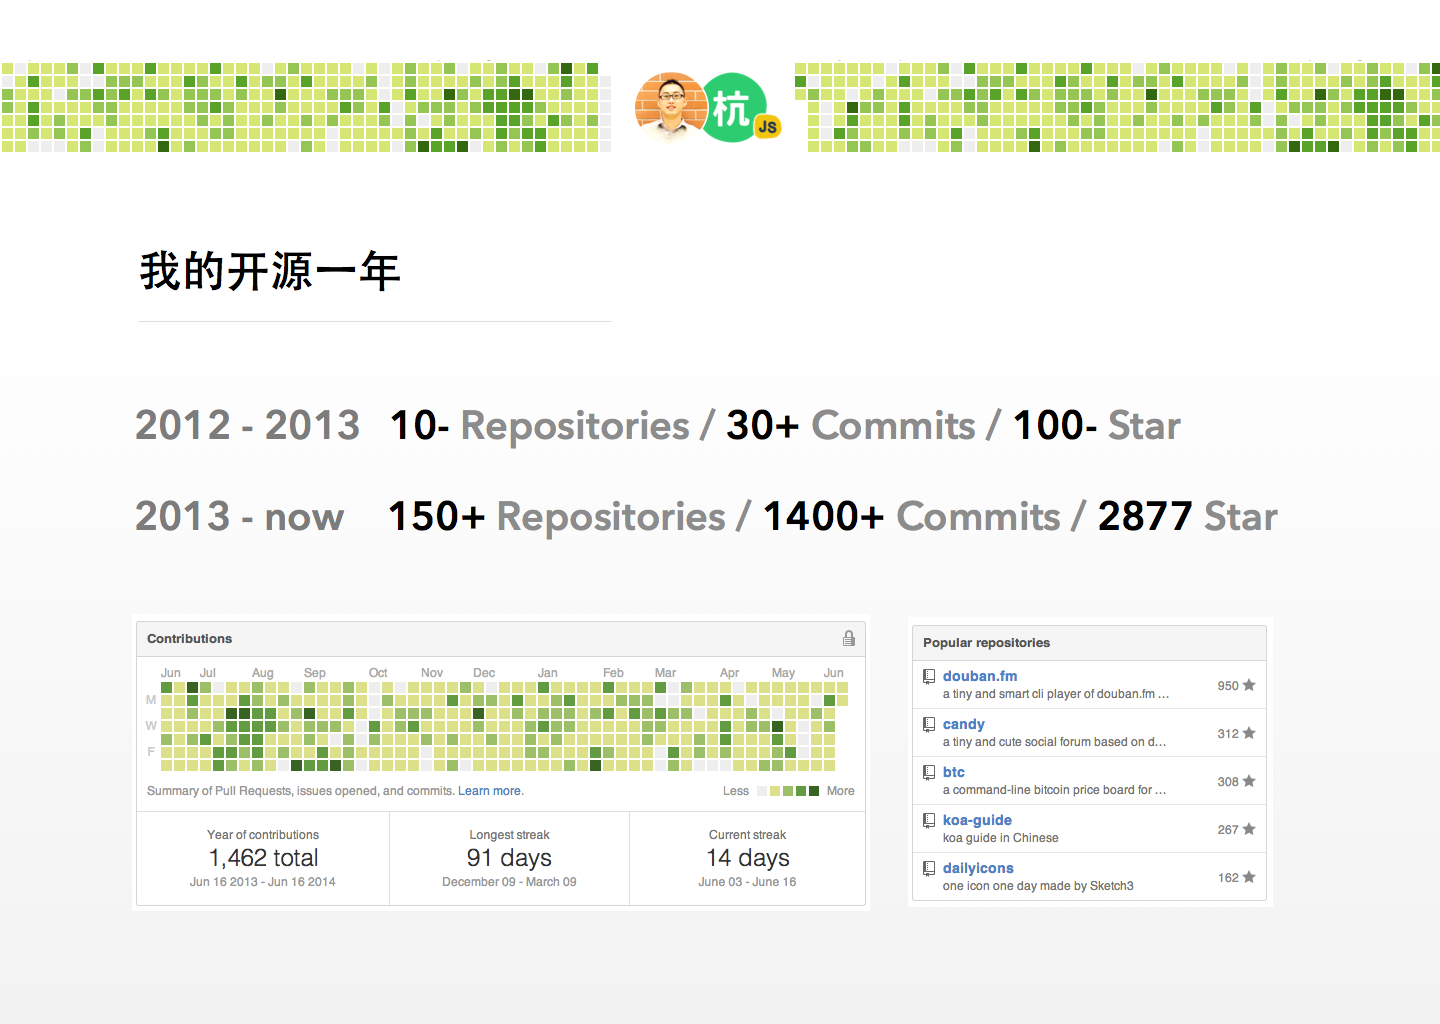 杭
JS
我的开源一年
2012 - 2013 10- Repositories / 30+ Commits / 100- Star
2013 - now 150+ Repositories / 1400+ Commits / 2877 Star
Contributions
Jun Jul Aug Sep Oct Nov Dec Jan Feb Mar Apr May Jun
M
W
F
Summary of Pull Requests, issues opened, and commits. Learn more.
Less More
Year of contributions
1,462 total
Jun 16 2013 - Jun 16 2014
Longest streak
91 days
December 09 - March 09
Current streak
14 days
June 03 - June 16
Popular repositories
douban.fm
a tiny and smart cli player of douban.fm …
950
candy
a tiny and cute social forum based on d…
312
btc
a command-line bitcoin price board for …
308
koa-guide
koa guide in Chinese
267
dailyicons
one icon one day made by Sketch3
162